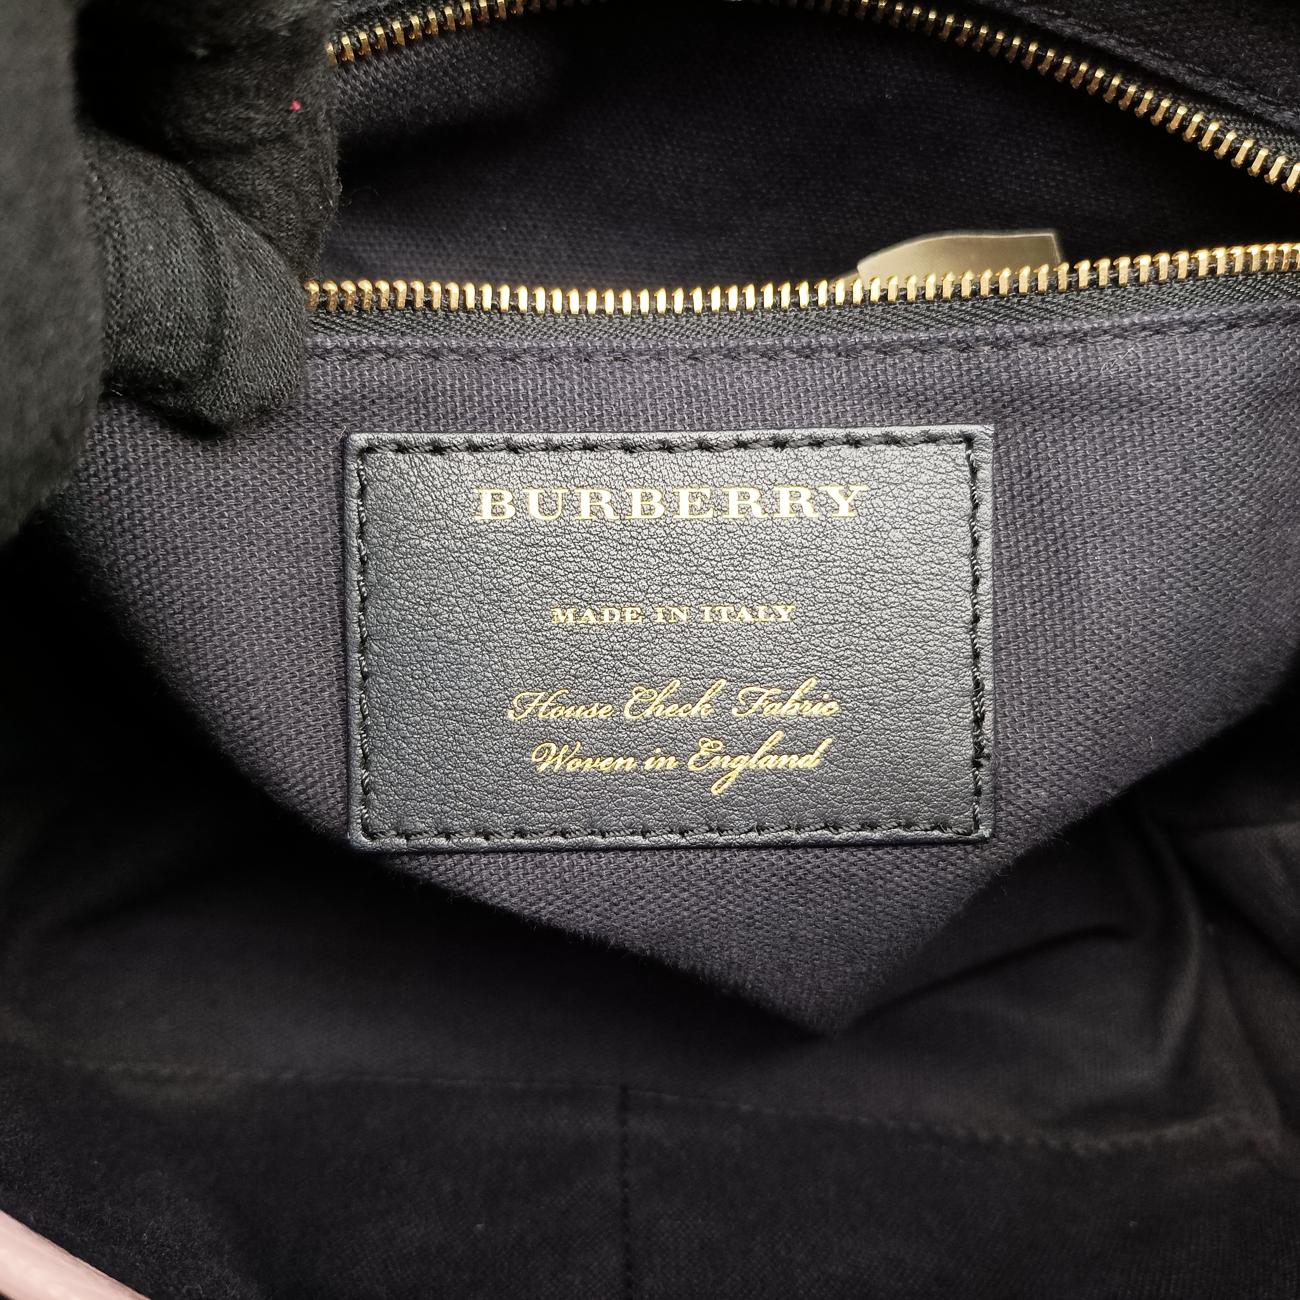 BURBERRY
MADE IN ITALY
House Check Fabric
Woven in England